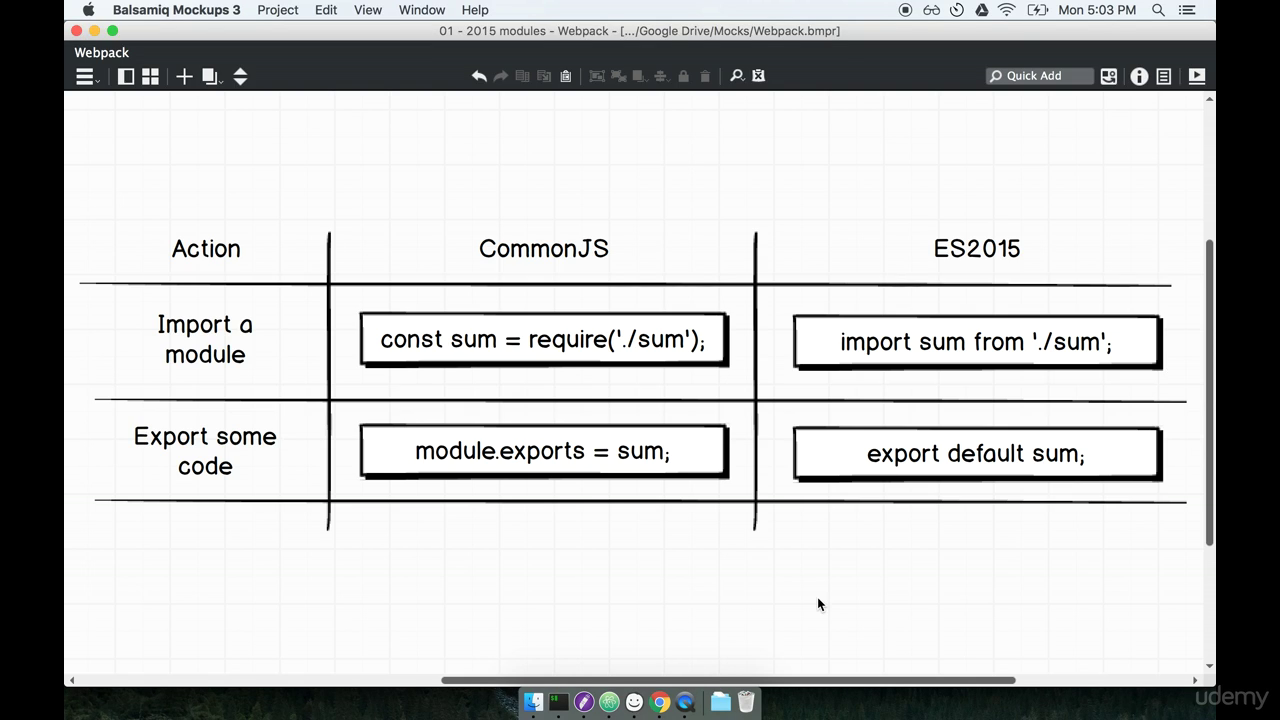 Balsamiq Mockups 3 Project Edit View Window Help Mon 5:03 PM
01 - 2015 modules - Webpack - [.../Google Drive/Mocks/Webpack.bmpr]
Webpack
Quick Add
Action CommonJS ES2015
Import a
module
const sum = require('./sum');
import sum from './sum';
Export some
code
module.exports = sum;
export default sum;
udemy